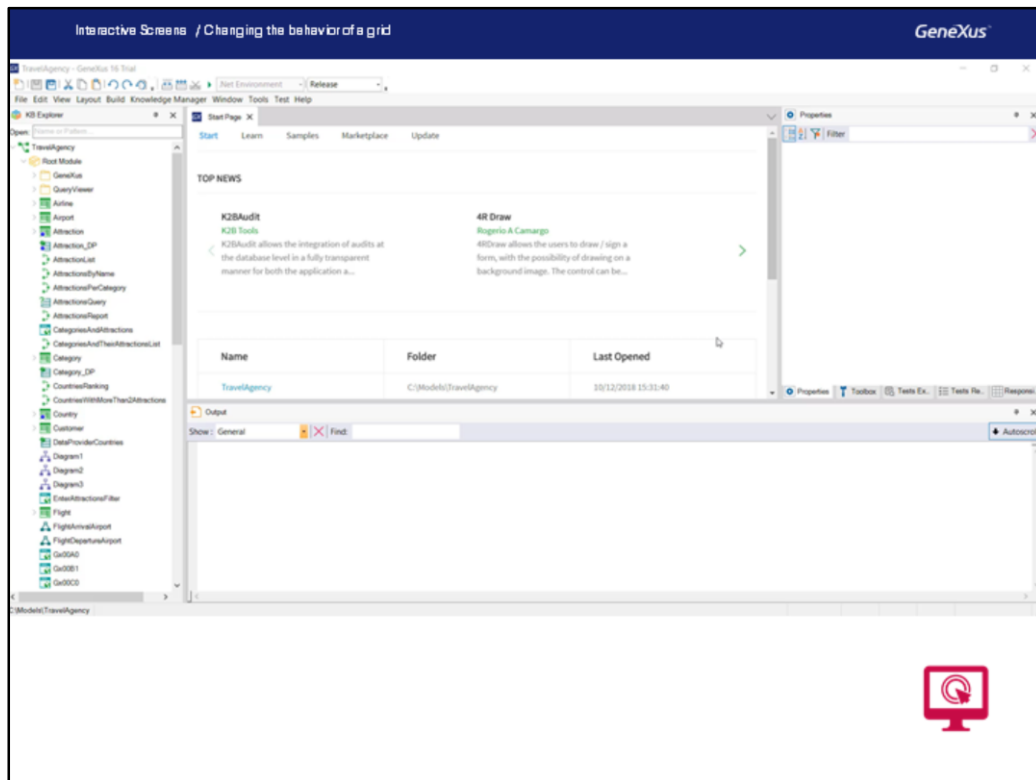 Interactive Screens / Changing the behavior of a grid
GeneXus™
TravelAgency - GeneXus 16 Trial
.Net Environment
Release
File Edit View Layout Build Knowledge Manager Window Tools Test Help
KB Explorer
Open: Name or Pattern...
TravelAgency
Root Module
GeneXus
QueryViewer
Airline
Airport
Attraction
Attraction_DP
AttractionList
AttractionsByName
AttractionsPerCategory
AttractionsQuery
AttractionsReport
CategoriesAndAttractions
CategoriesAndTheirAttractionsList
Category
Category_DP
CountriesRanking
CountriesWithMoreThan2Attractions
Country
Customer
DataProviderCountries
Diagram1
Diagram2
Diagram3
EnterAttractionsFilter
Flight
FlightArrivalAirport
FlightDepartureAirport
Gx00A0
Gx00B1
Gx00C0
C:\Models\TravelAgency
Start Page
Start Learn Samples Marketplace Update
TOP NEWS
K2BAudit
K2B Tools
K2BAudit allows the integration of audits at
the database level in a fully transparent
manner for both the application a...
4R Draw
Rogerio A Camargo
4RDraw allows the users to draw / sign a
form, with the possibility of drawing on a
background image. The control can be...
Name Folder Last Opened
TravelAgency C:\Models\TravelAgency 10/12/2018 15:31:40
Properties
Filter
Properties Toolbox Tests Ex.. Tests Re.. Responsi..
Output
Show: General Find:
Autoscroll